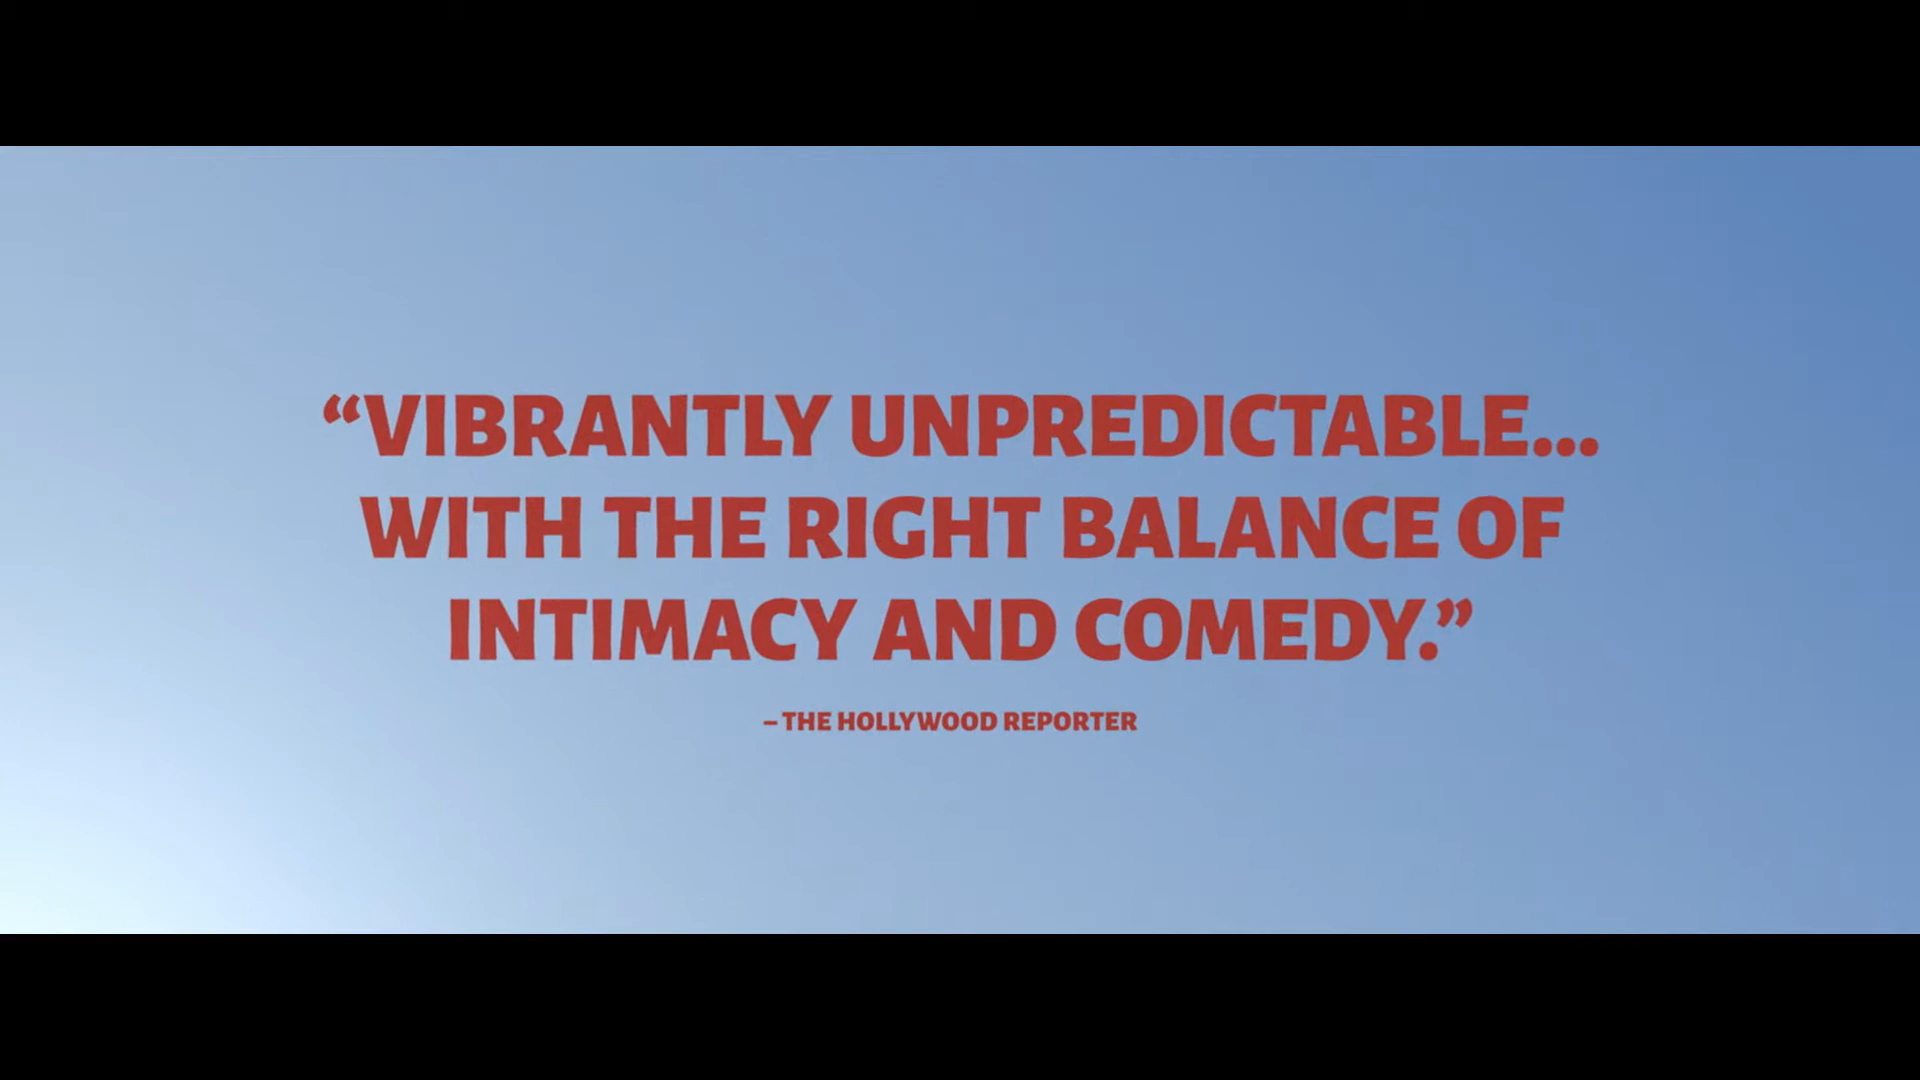 “VIBRANTLY UNPREDICTABLE...
WITH THE RIGHT BALANCE OF
INTIMACY AND COMEDY.”
– THE HOLLYWOOD REPORTER